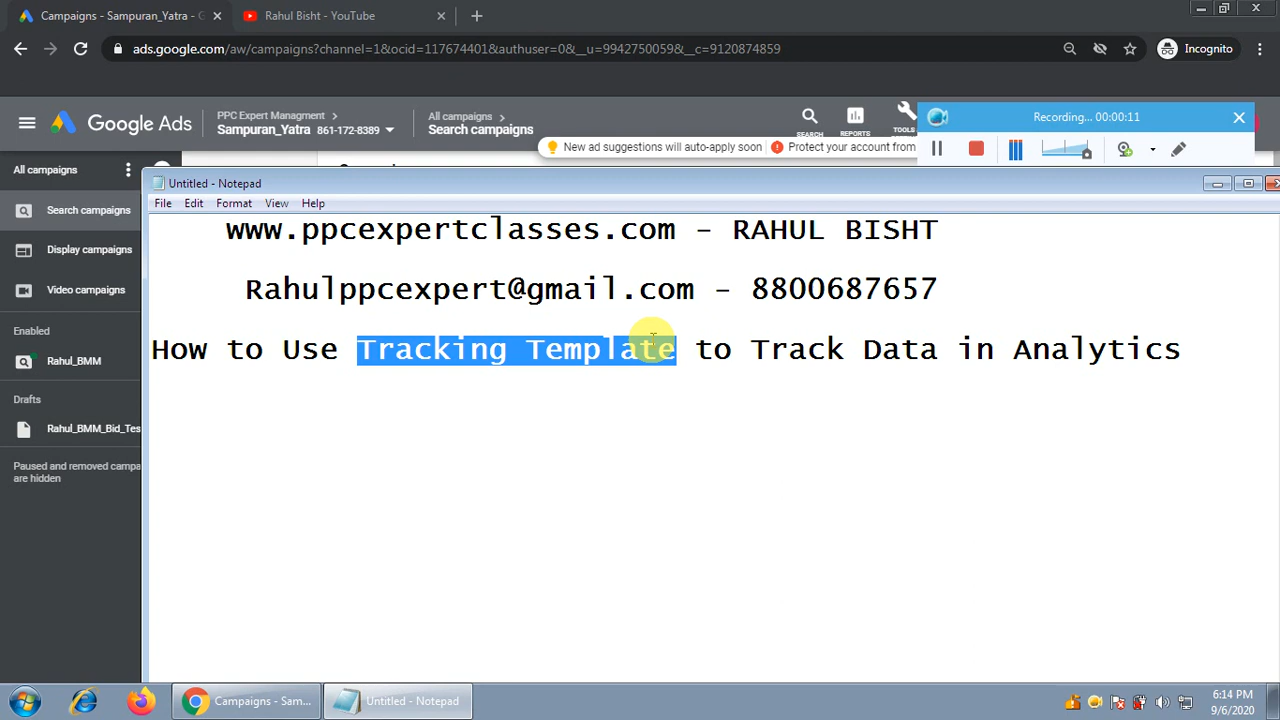 Campaigns - Sampuran_Yatra - G
Rahul Bisht - YouTube
ads.google.com/aw/campaigns?channel=1&ocid=117674401&authuser=0&__u=9942750059&__c=9120874859
Incognito
Google Ads
PPC Expert Managment
Sampuran_Yatra 861-172-8389
All campaigns
Search campaigns
SEARCH
REPORTS
TOOLS
Recording... 00:00:11
New ad suggestions will auto-apply soon
Protect your account from
All campaigns
Search campaigns
Display campaigns
Video campaigns
Enabled
Rahul_BMM
Drafts
Rahul_BMM_Bid_Tes
Paused and removed campa
are hidden
Untitled - Notepad
File Edit Format View Help
www.ppcexpertclasses.com - RAHUL BISHT
Rahulppcexpert@gmail.com - 8800687657
How to Use Tracking Template to Track Data in Analytics
Campaigns - Sam...
Untitled - Notepad
6:14 PM
9/6/2020